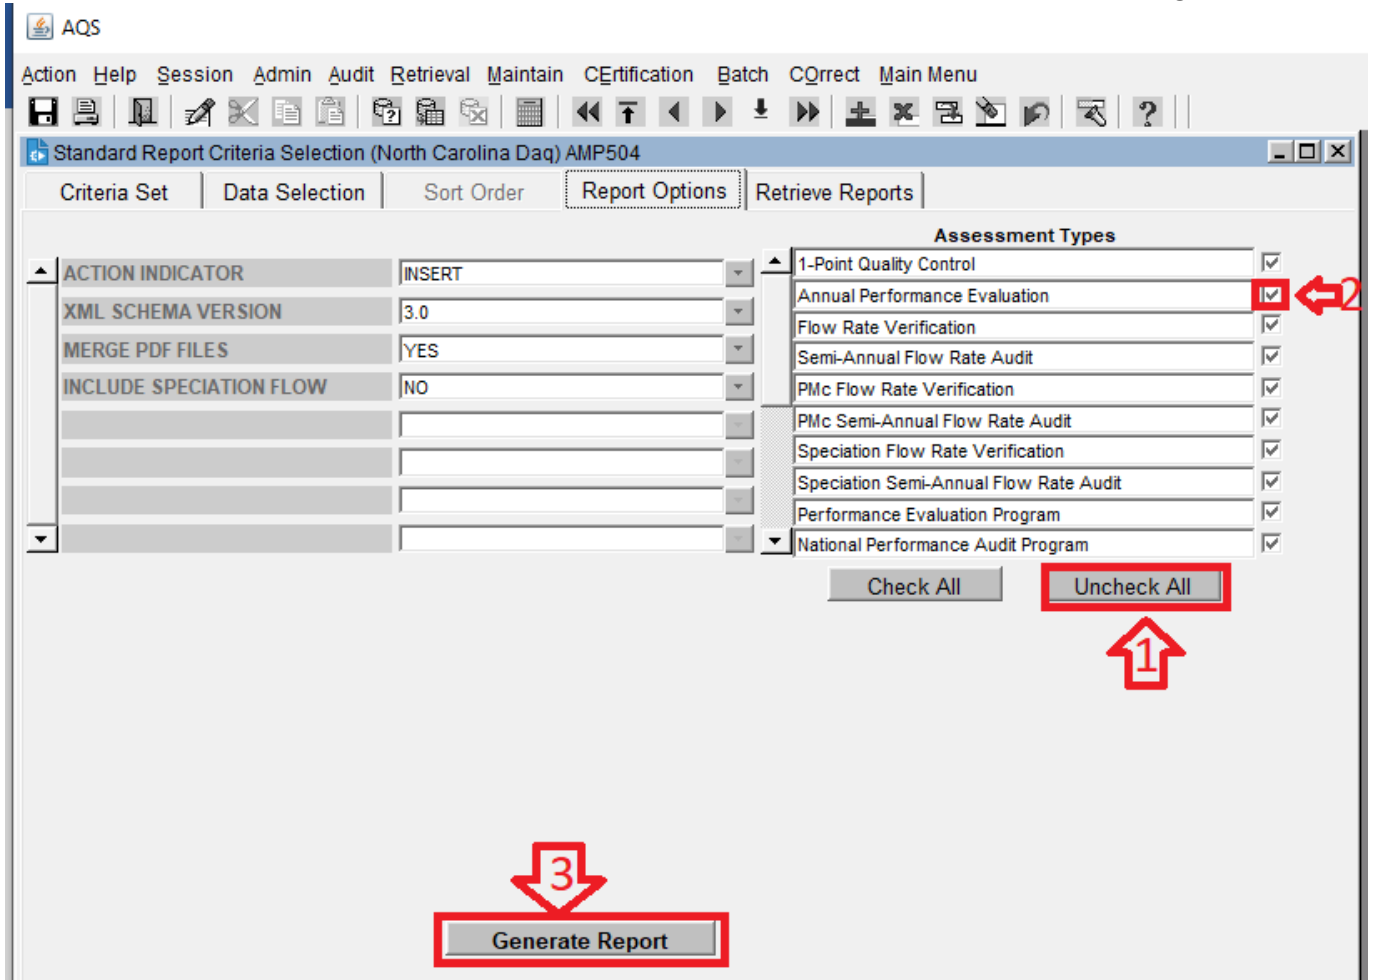 AQS
Action Help Session Admin Audit Retrieval Maintain CErtification Batch COrrect Main Menu
Standard Report Criteria Selection (North Carolina Daq) AMP504
Criteria Set Data Selection Sort Order Report Options Retrieve Reports
Assessment Types
ACTION INDICATOR INSERT
XML SCHEMA VERSION 3.0
MERGE PDF FILES YES
INCLUDE SPECIATION FLOW NO
1-Point Quality Control
Annual Performance Evaluation 2
Flow Rate Verification
Semi-Annual Flow Rate Audit
PMc Flow Rate Verification
PMc Semi-Annual Flow Rate Audit
Speciation Flow Rate Verification
Speciation Semi-Annual Flow Rate Audit
Performance Evaluation Program
National Performance Audit Program
Check All Uncheck All
1
3
Generate Report